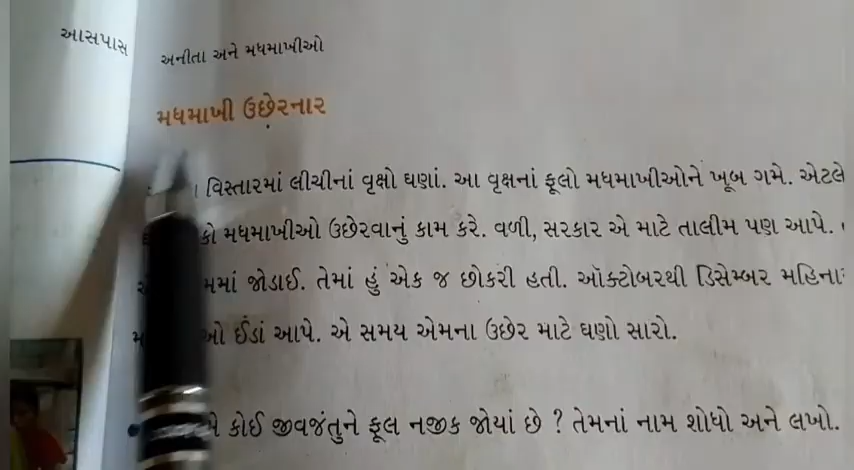 આસપાસ
અનીતા અને મધમાખીઓ
મધમાખી ઉછેરનાર
વિસ્તારમાં લીચીનાં વૃક્ષો ઘણાં. આ વૃક્ષનાં ફૂલો મધમાખીઓને ખૂબ ગમે. એટલે
મધમાખીઓ ઉછેરવાનું કામ કરે. વળી, સરકાર એ માટે તાલીમ પણ આપે.
જોડાઈ. તેમાં હું એક જ છોકરી હતી. ઑક્ટોબરથી ડિસેમ્બર
ઈંડાં આપે. એ સમય એમના ઉછેર માટે ઘણો સારો.
કોઈ જીવજંતુને ફૂલ નજીક જોયાં છે ? તેમનાં નામ શોધો અને લખો.